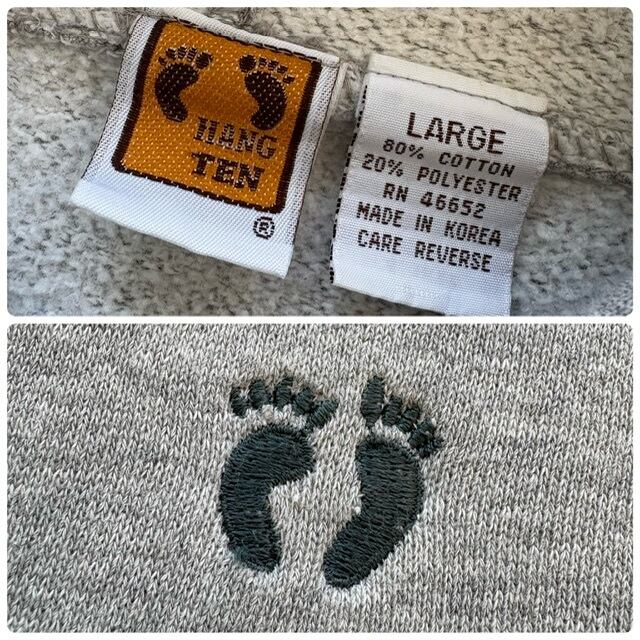 HANG
TEN
®
LARGE
80% COTTON
20% POLYESTER
RN 46652
MADE IN KOREA
CARE REVERSE